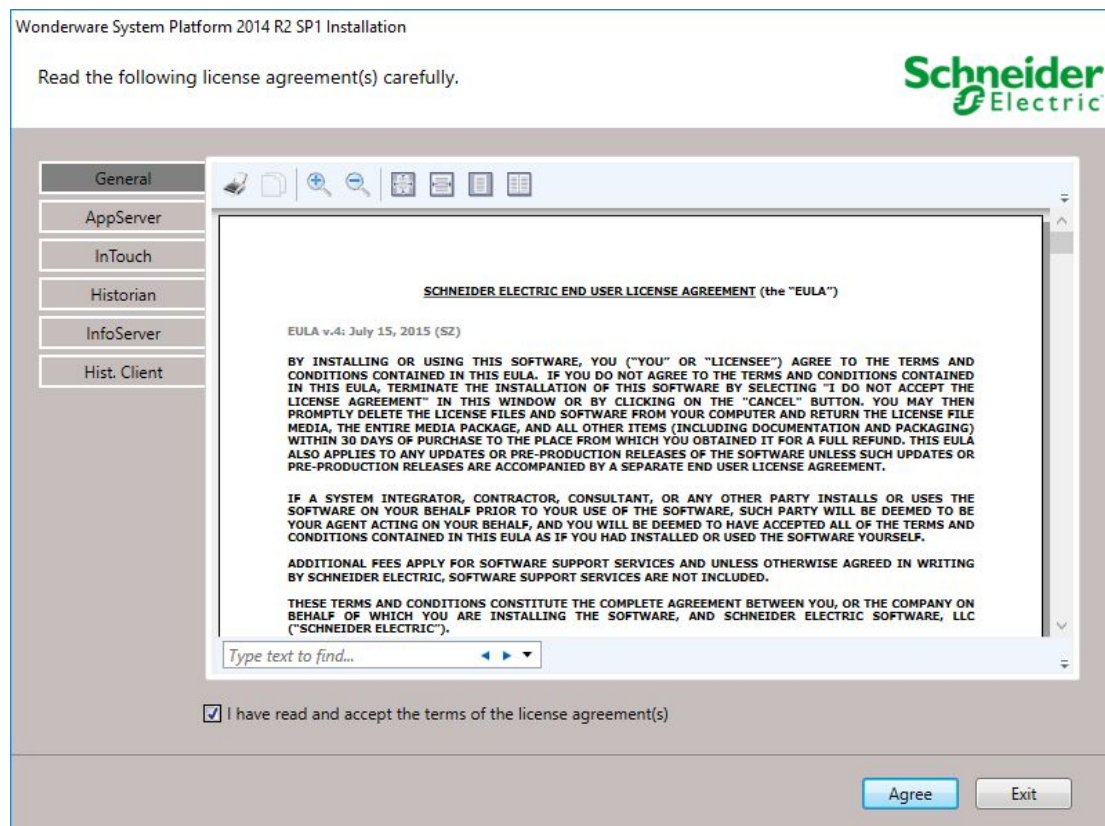 Wonderware System Platform 2014 R2 SP1 Installation
Read the following license agreement(s) carefully.
Schneider
Electric
General
AppServer
InTouch
Historian
InfoServer
Hist. Client
SCHNEIDER ELECTRIC END USER LICENSE AGREEMENT (the "EULA")
EULA v.4: July 15, 2015 (SZ)
BY INSTALLING OR USING THIS SOFTWARE, YOU ("YOU" OR "LICENSEE") AGREE TO THE TERMS AND
CONDITIONS CONTAINED IN THIS EULA. IF YOU DO NOT AGREE TO THE TERMS AND CONDITIONS CONTAINED
IN THIS EULA, TERMINATE THE INSTALLATION OF THIS SOFTWARE BY SELECTING "I DO NOT ACCEPT THE
LICENSE AGREEMENT" IN THIS WINDOW OR BY CLICKING ON THE "CANCEL" BUTTON. YOU MAY THEN
PROMPTLY DELETE THE LICENSE FILES AND SOFTWARE FROM YOUR COMPUTER AND RETURN THE LICENSE FILE
MEDIA, THE ENTIRE MEDIA PACKAGE, AND ALL OTHER ITEMS (INCLUDING DOCUMENTATION AND PACKAGING)
WITHIN 30 DAYS OF PURCHASE TO THE PLACE FROM WHICH YOU OBTAINED IT FOR A FULL REFUND. THIS EULA
ALSO APPLIES TO ANY UPDATES OR PRE-PRODUCTION RELEASES OF THE SOFTWARE UNLESS SUCH UPDATES OR
PRE-PRODUCTION RELEASES ARE ACCOMPANIED BY A SEPARATE END USER LICENSE AGREEMENT.
IF A SYSTEM INTEGRATOR, CONTRACTOR, CONSULTANT, OR ANY OTHER PARTY INSTALLS OR USES THE
SOFTWARE ON YOUR BEHALF PRIOR TO YOUR USE OF THE SOFTWARE, SUCH PARTY WILL BE DEEMED TO BE
YOUR AGENT ACTING ON YOUR BEHALF, AND YOU WILL BE DEEMED TO HAVE ACCEPTED ALL OF THE TERMS AND
CONDITIONS CONTAINED IN THIS EULA AS IF YOU HAD INSTALLED OR USED THE SOFTWARE YOURSELF.
ADDITIONAL FEES APPLY FOR SOFTWARE SUPPORT SERVICES AND UNLESS OTHERWISE AGREED IN WRITING
BY SCHNEIDER ELECTRIC, SOFTWARE SUPPORT SERVICES ARE NOT INCLUDED.
THESE TERMS AND CONDITIONS CONSTITUTE THE COMPLETE AGREEMENT BETWEEN YOU, OR THE COMPANY ON
BEHALF OF WHICH YOU ARE INSTALLING THE SOFTWARE, AND SCHNEIDER ELECTRIC SOFTWARE, LLC
("SCHNEIDER ELECTRIC").
Type text to find...
I have read and accept the terms of the license agreement(s)
Agree
Exit